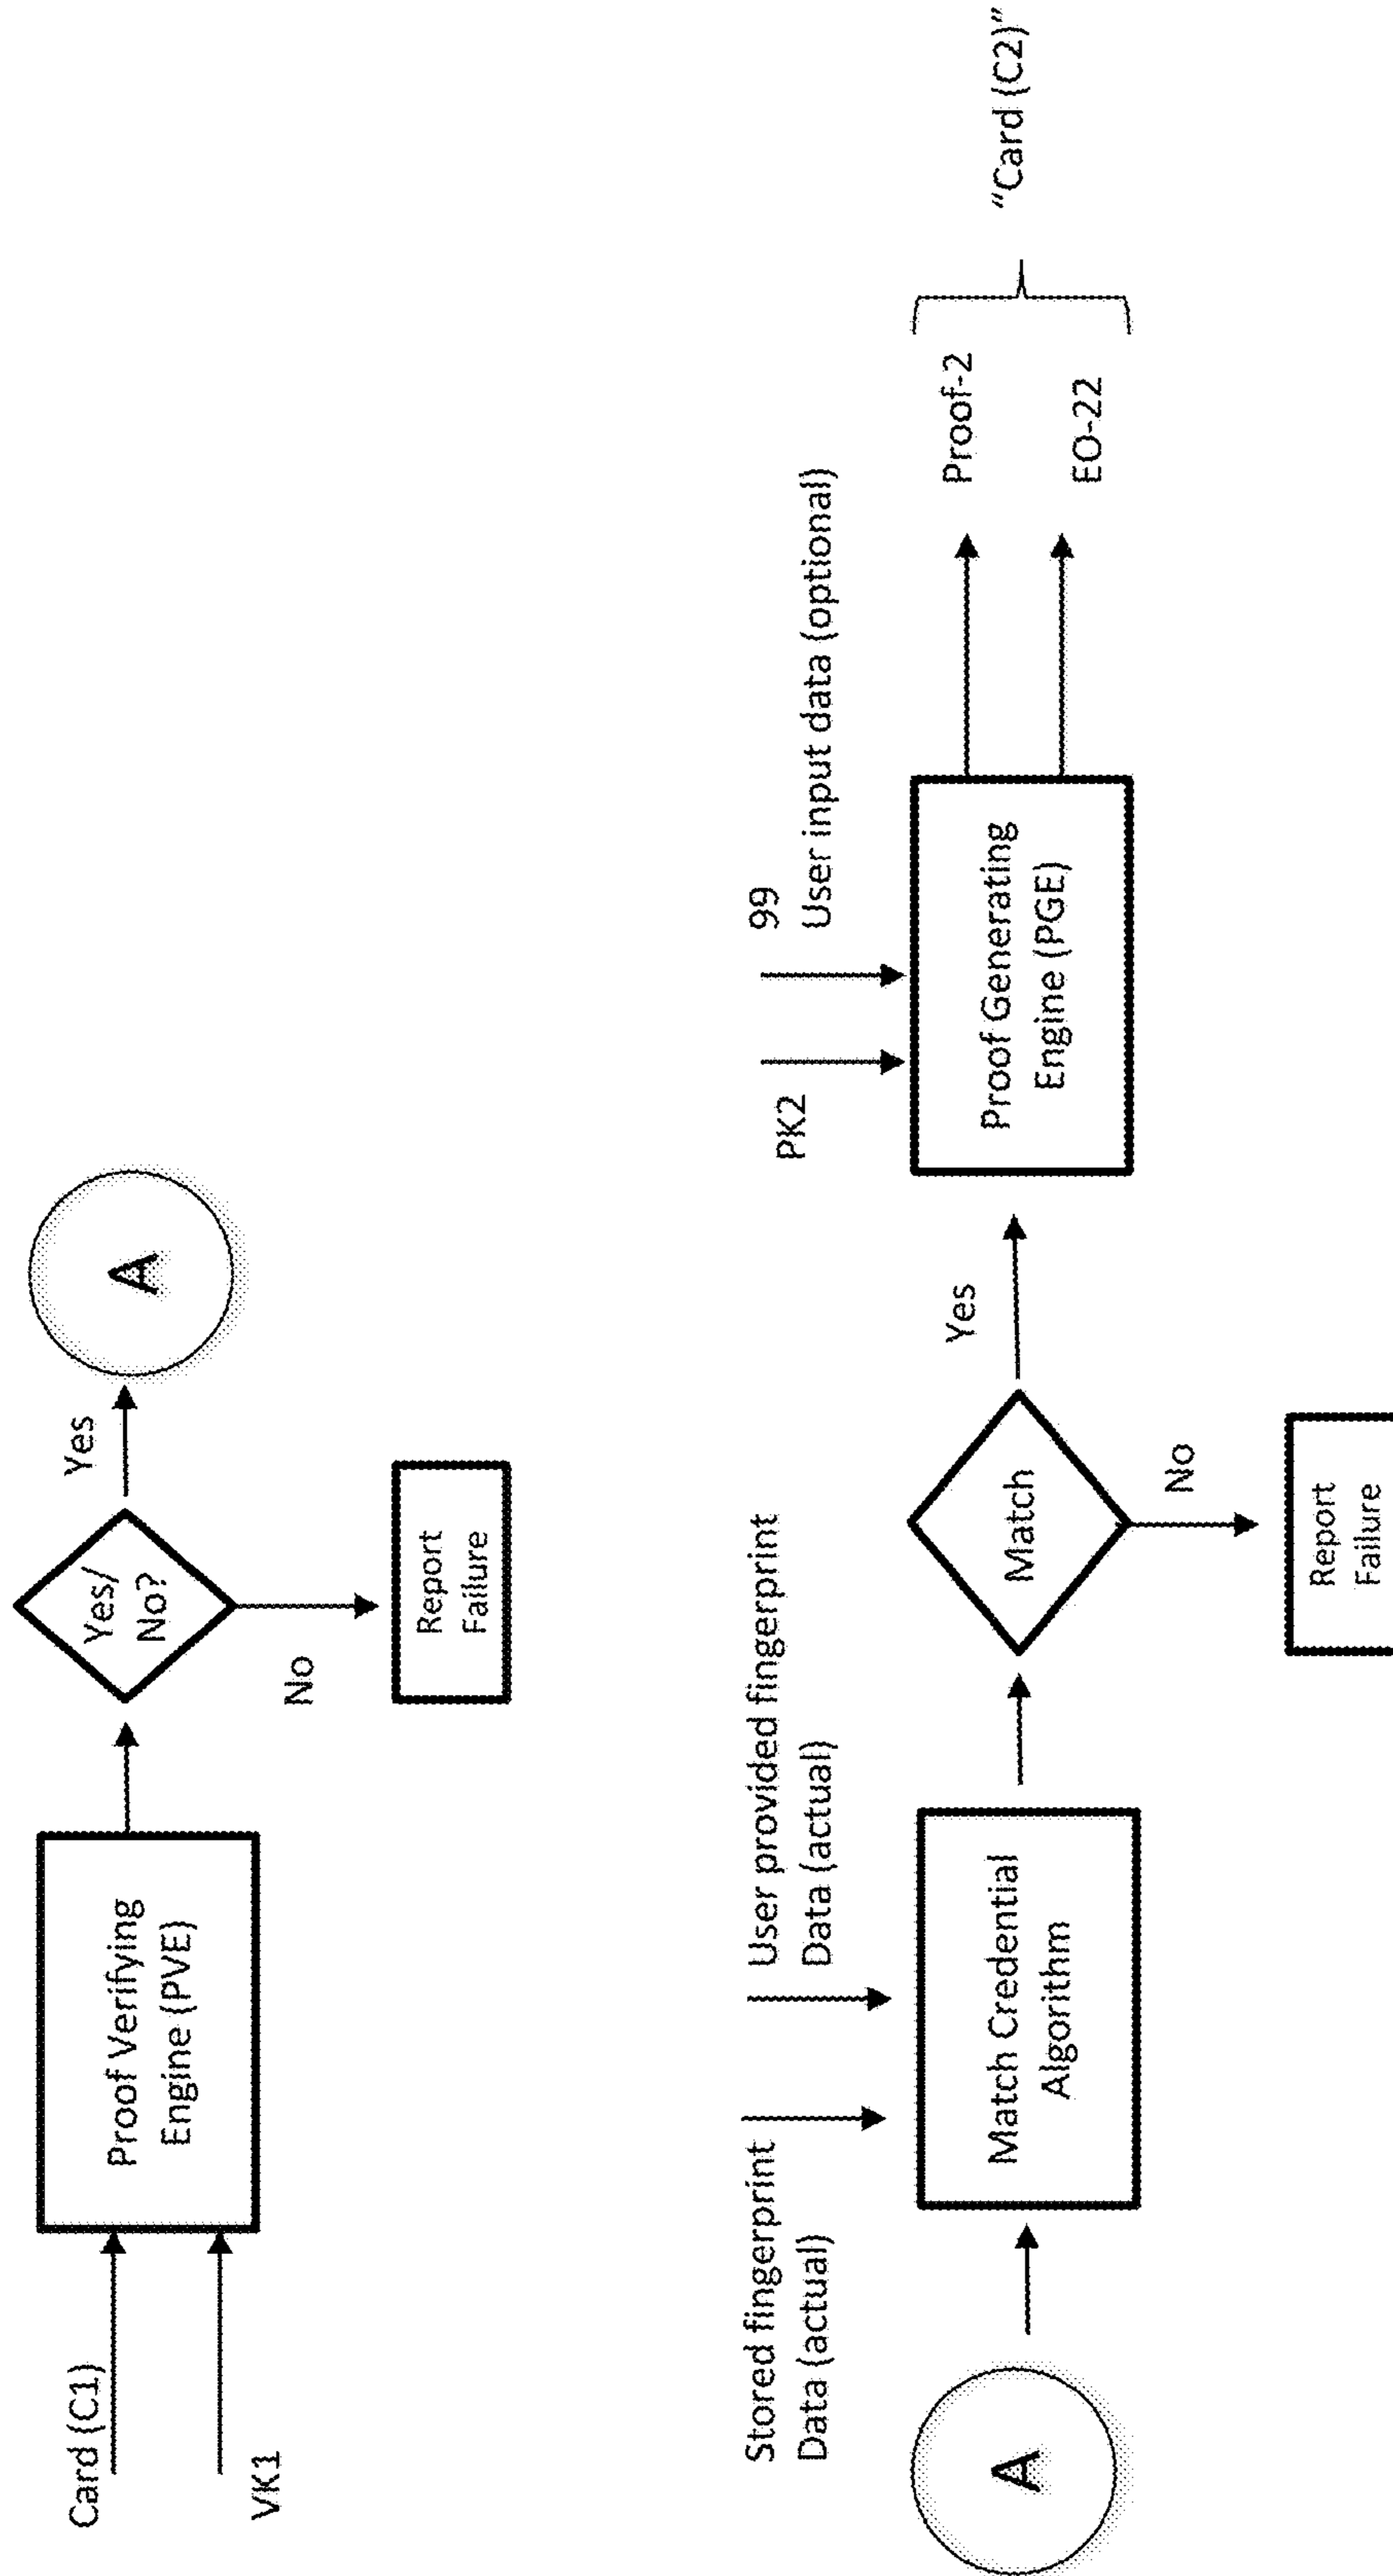 Card (C1)
VK1
Proof Verifying
Engine (PVE)
Yes/
No?
Yes
A
No
Report
Failure
A
Stored fingerprint
Data (actual)
User provided fingerprint
Data (actual)
Match Credential
Algorithm
Match
Yes
No
Report
Failure
PK2
99
User input data (optional)
Proof Generating
Engine (PGE)
Proof-2
EO-22
“Card (C2)”